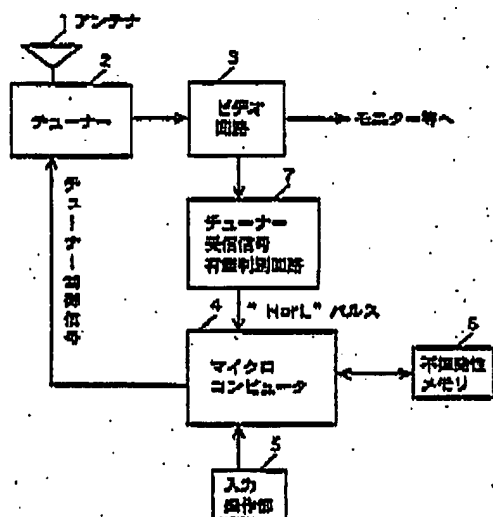 1 アンテナ
2
チューナー
3
ビデオ
回路
モニター等へ
7
チューナー
受信信号
有無判別回路
チューナー制御信号
"HorL"パルス
4
マイクロ
コンピュータ
6
不揮発性
メモリ
5
入力
操作部